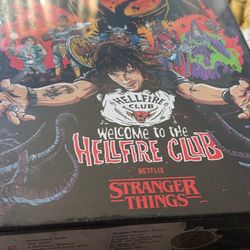 HELLFIRE
CLUB
WELCOME to the
HELLFIRE CLUB
NETFLIX
STRANGER
THINGS